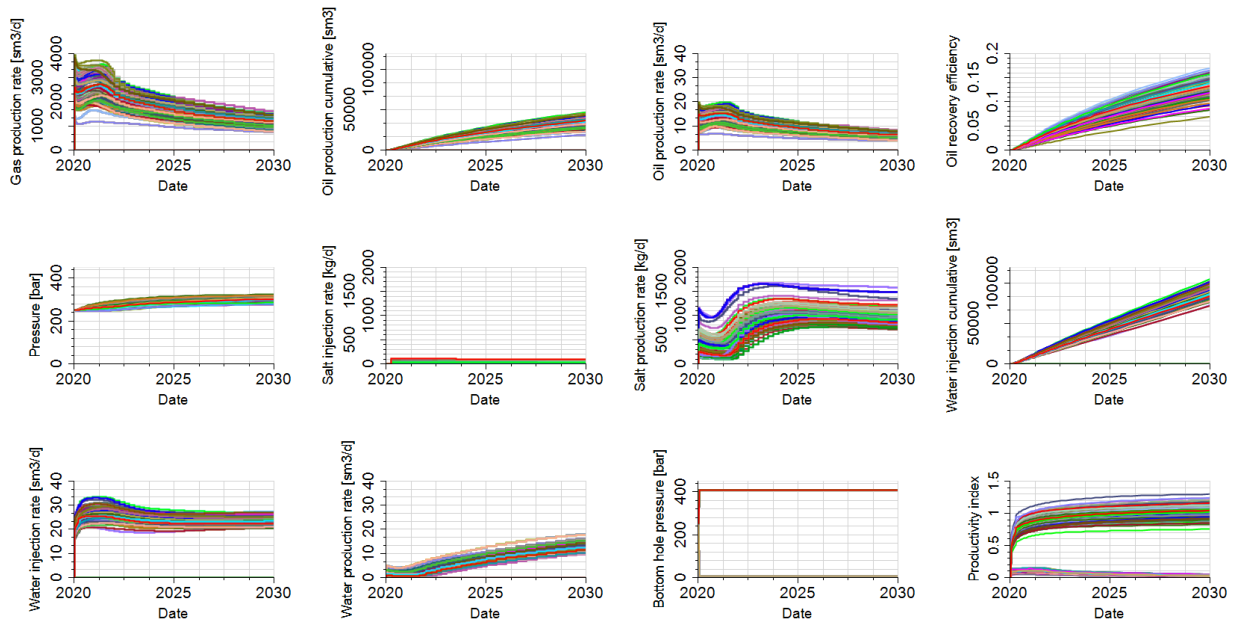 Gas production rate [sm3/d]
0 1000 2000 3000 4000
2020 2025 2030
Date
Oil production cumulative [sm3]
0 50000 100000
2020 2025 2030
Date
Oil production rate [sm3/d]
0 10 20 30 40
2020 2025 2030
Date
Oil recovery efficiency
0 0.05 0.1 0.15 0.2
2020 2025 2030
Date
Pressure [bar]
0 200 400
2020 2025 2030
Date
Salt injection rate [kg/d]
0 500 1000 1500 2000
2020 2025 2030
Date
Salt production rate [kg/d]
0 500 1000 1500 2000
2020 2025 2030
Date
Water injection cumulative [sm3]
0 50000 100000
2020 2025 2030
Date
Water injection rate [sm3/d]
0 10 20 30 40
2020 2025 2030
Date
Water production rate [sm3/d]
0 10 20 30 40
2020 2025 2030
Date
Bottom hole pressure [bar]
0 200 400
2020 2025 2030
Date
Productivity index
0 0.5 1 1.5
2020 2025 2030
Date